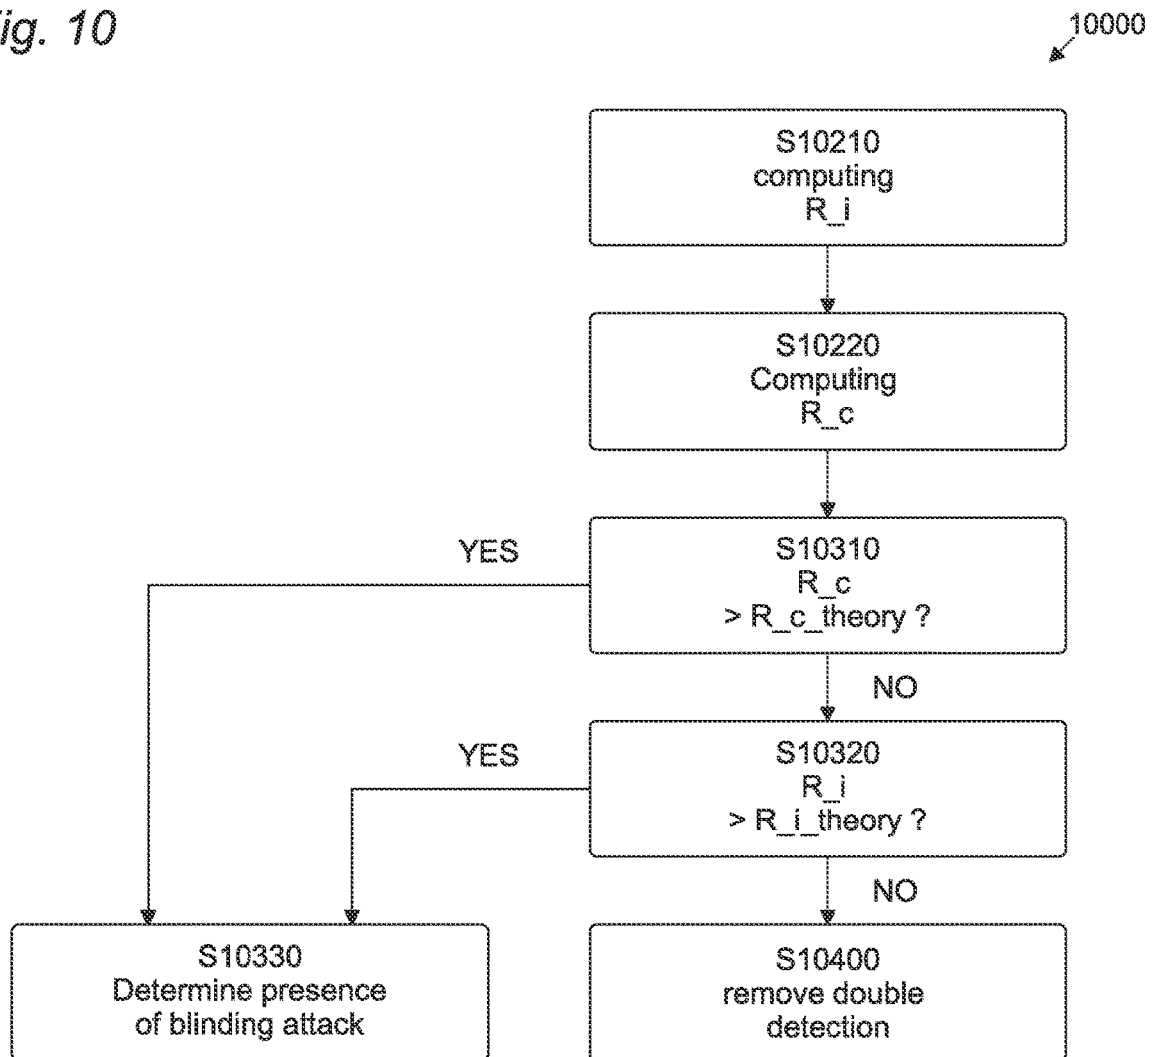 ig. 10
10000
S10210
computing
R_i
S10220
Computing
R_c
YES
S10310
R_c
> R_c_theory ?
NO
YES
S10320
R_i
> R_i_theory ?
NO
S10330
Determine presence
of blinding attack
S10400
remove double
detection